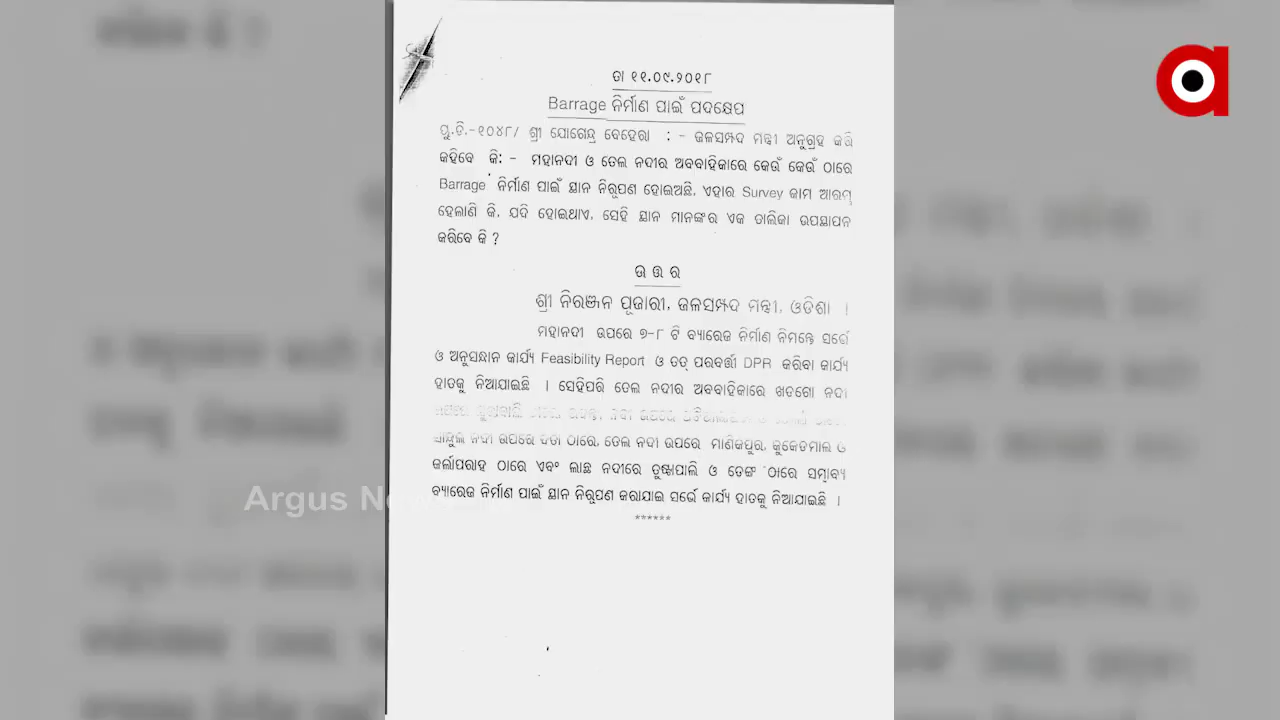 ତା ୧୧.୦୯.୨୦୧୮
Barrage ନିର୍ମାଣ ପାଇଁ ପଦକ୍ଷେପ
ପ୍ର.ତି.-୧୦୪୮/ ଶ୍ରୀ ଯୋଗେନ୍ଦ୍ର ବେହେରା : - ଜଳସମ୍ପଦ ମନ୍ତ୍ରୀ ଅନୁଗ୍ରହ କରି
କହିବେ କି: - ମହାନଦୀ ଓ ତେଲ ନଦୀର ଅବବାହିକାରେ କେଉଁ କେଉଁ ଠାରେ
Barrage ନିର୍ମାଣ ପାଇଁ ସ୍ଥାନ ନିରୂପଣ ହୋଇଅଛି, ଏହାର Survey କାମ ଆରମ୍ଭ
ହେଲାଣି କି, ଯଦି ହୋଇଥାଏ, ସେହି ସ୍ଥାନ ମାନଙ୍କର ଏକ ତାଲିକା ଉପସ୍ଥାପନ
କରିବେ କି ?
ଉ ତ୍ତ ର
ଶ୍ରୀ ନିରଞ୍ଜନ ପୂଜାରୀ, ଜଳସମ୍ପଦ ମନ୍ତ୍ରୀ, ଓଡିଶା ।
ମହାନଦୀ ଉପରେ ୭-୮ ଟି ବ୍ୟାରେଜ ନିର୍ମାଣ ନିମନ୍ତେ ସର୍ଭେ
ଓ ଅନୁସନ୍ଧାନ କାର୍ଯ୍ୟ Feasibility Report ଓ ତତ୍ ପରବର୍ତ୍ତୀ DPR କରିବା କାର୍ଯ୍ୟ
ହାତକୁ ନିଆଯାଇଛି । ସେହିପରି ତେଲ ନଦୀର ଅବବାହିକାରେ ଖଡଗୋ ନଦୀ
ନଦୀ ଉପରେ
ନଦୀ ଉପରେ ଦଡା ଠାରେ, ତେଲ ନଦୀ ଉପରେ ମାଣିକପୁର, କୁକେଡମାଲ ଓ
ଜର୍ଲାପରାହ ଠାରେ ଏବଂ ଲାଛ ନଦୀରେ ତୁଷ୍ଟାପାଲି ଓ ଡେଙ୍ଗ ଠାରେ ସମ୍ଭାବ୍ୟ
ବ୍ୟାରେଜ ନିର୍ମାଣ ପାଇଁ ସ୍ଥାନ ନିରୂପଣ କରାଯାଇ ସର୍ଭେ କାର୍ଯ୍ୟ ହାତକୁ ନିଆଯାଇଛି ।
******
Argus